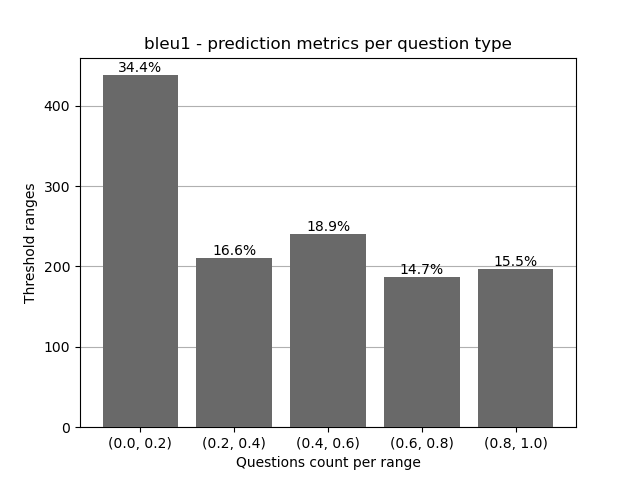 bleu1 - prediction metrics per question type
34.4%
16.6%
18.9%
14.7%
15.5%
400
300
200
100
0
Threshold ranges
(0.0, 0.2) (0.2, 0.4) (0.4, 0.6) (0.6, 0.8) (0.8, 1.0)
Questions count per range